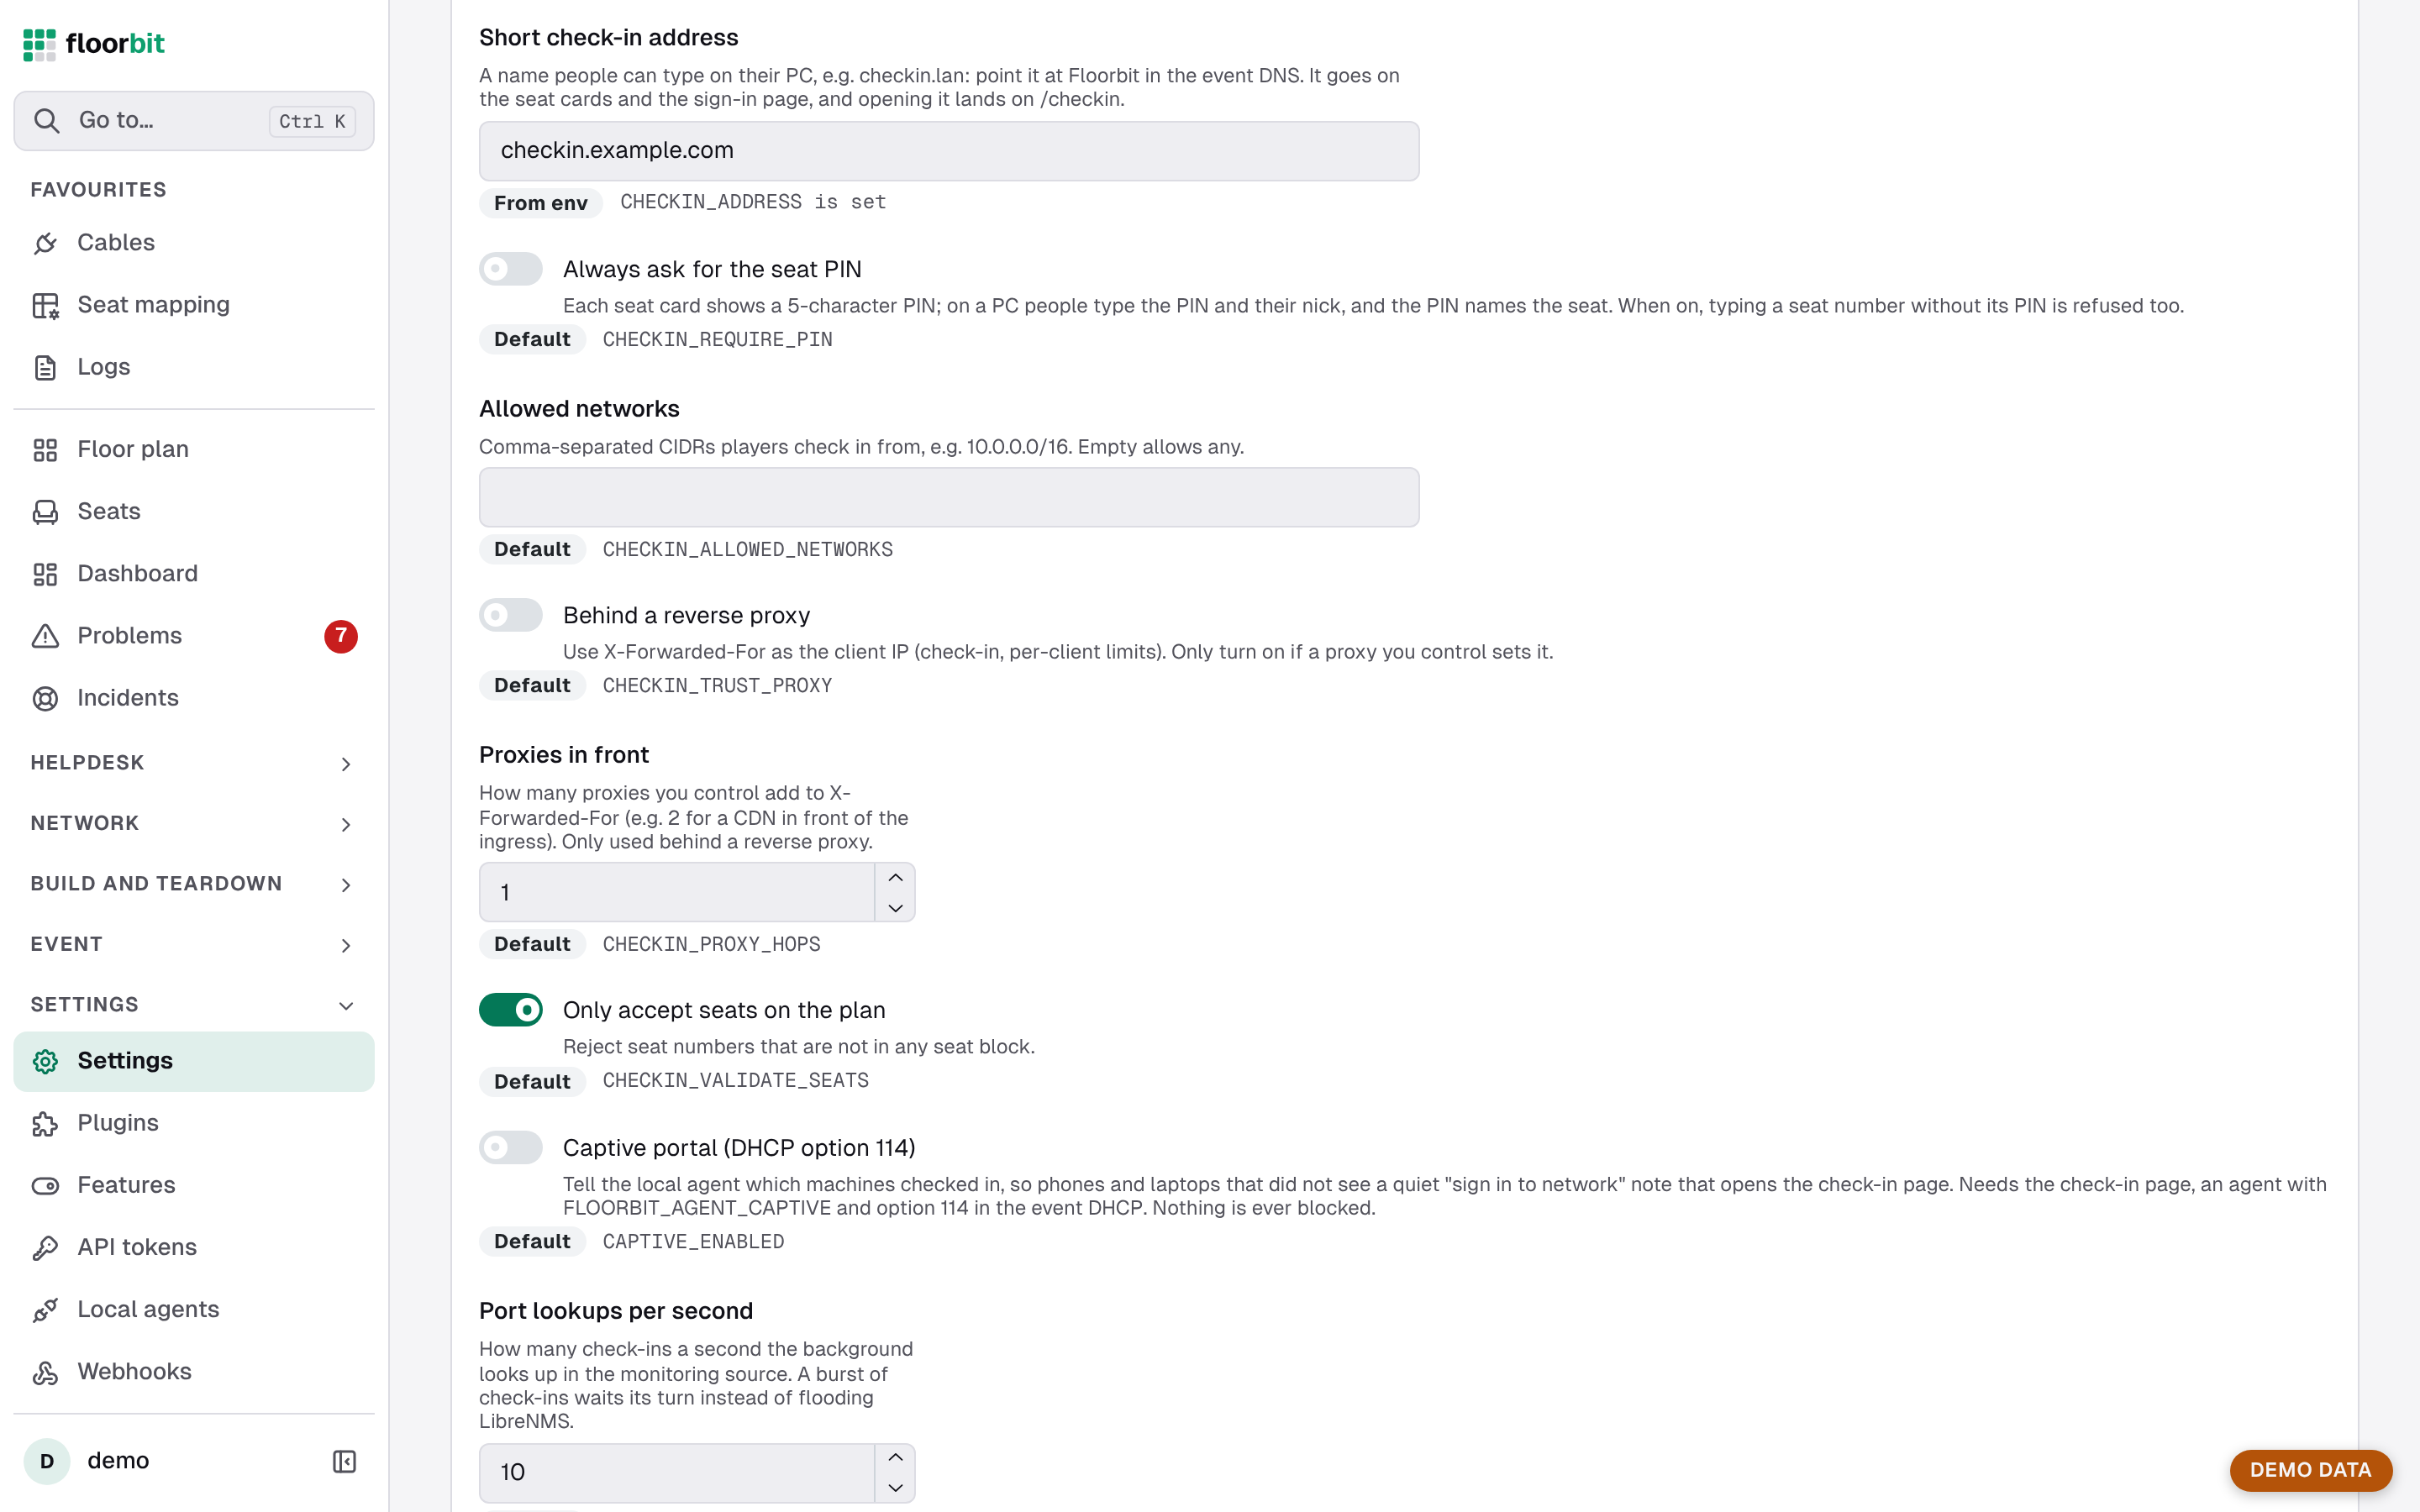 floorbit
Go to...
Ctrl K
FAVOURITES
Cables
Seat mapping
Logs
Floor plan
Seats
Dashboard
Problems
7
Incidents
HELPDESK
NETWORK
BUILD AND TEARDOWN
EVENT
SETTINGS
Settings
Plugins
Features
API tokens
Local agents
Webhooks
D
demo
Short check-in address
A name people can type on their PC, e.g. checkin.lan: point it at Floorbit in the event DNS. It goes on
the seat cards and the sign-in page, and opening it lands on /checkin.
checkin.example.com
From env CHECKIN_ADDRESS is set
Always ask for the seat PIN
Each seat card shows a 5-character PIN; on a PC people type the PIN and their nick, and the PIN names the seat. When on, typing a seat number without its PIN is refused too.
Default CHECKIN_REQUIRE_PIN
Allowed networks
Comma-separated CIDRs players check in from, e.g. 10.0.0.0/16. Empty allows any.
Default CHECKIN_ALLOWED_NETWORKS
Behind a reverse proxy
Use X-Forwarded-For as the client IP (check-in, per-client limits). Only turn on if a proxy you control sets it.
Default CHECKIN_TRUST_PROXY
Proxies in front
How many proxies you control add to X-
Forwarded-For (e.g. 2 for a CDN in front of the
ingress). Only used behind a reverse proxy.
1
Default CHECKIN_PROXY_HOPS
Only accept seats on the plan
Reject seat numbers that are not in any seat block.
Default CHECKIN_VALIDATE_SEATS
Captive portal (DHCP option 114)
Tell the local agent which machines checked in, so phones and laptops that did not see a quiet "sign in to network" note that opens the check-in page. Needs the check-in page, an agent with
FLOORBIT_AGENT_CAPTIVE and option 114 in the event DHCP. Nothing is ever blocked.
Default CAPTIVE_ENABLED
Port lookups per second
How many check-ins a second the background
looks up in the monitoring source. A burst of
check-ins waits its turn instead of flooding
LibreNMS.
10
DEMO DATA